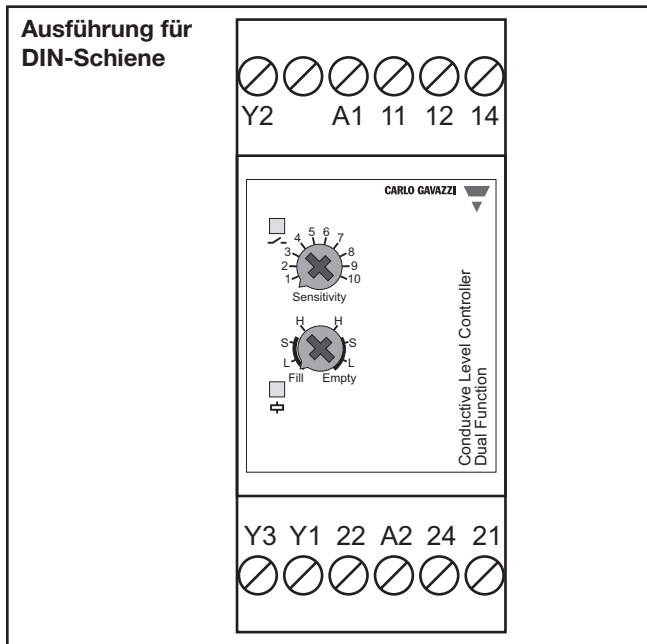 Ausführung für
DIN-Schiene
Y2 A1 11 12 14
CARLO GAVAZZI
1 2 3 4 5 6 7 8 9 10
Sensitivity
L S H H S L
Fill Empty
Conductive Level Controller
Dual Function
Y3 Y1 22 A2 24 21